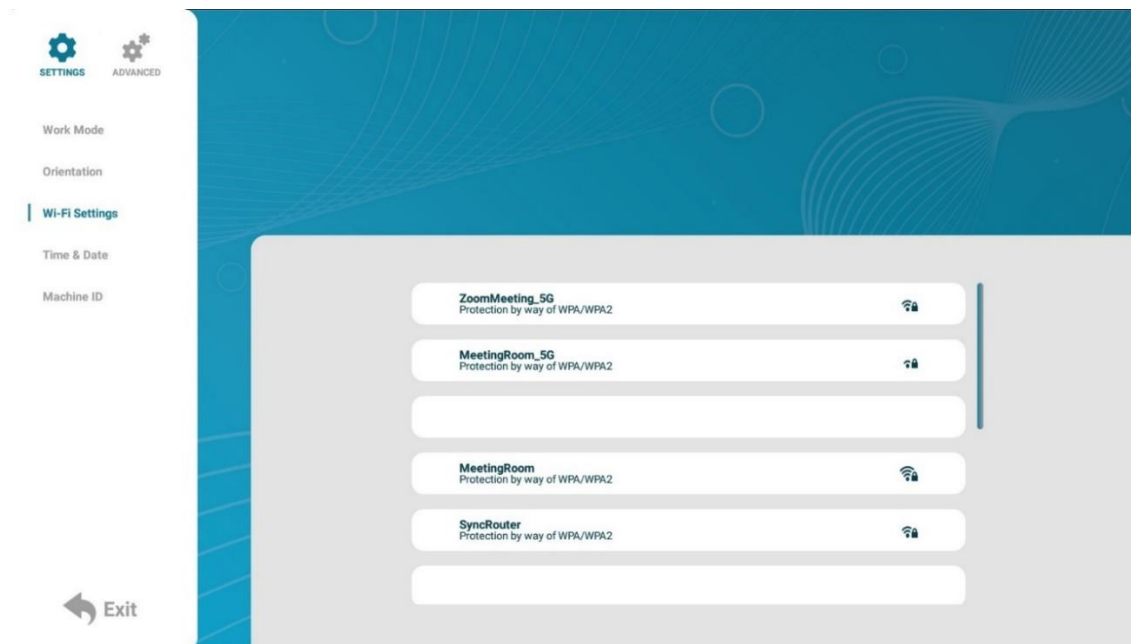 SETTINGS
ADVANCED
Work Mode
Orientation
Wi-Fi Settings
Time & Date
Machine ID
Exit
ZoomMeeting_5G
Protection by way of WPA/WPA2
MeetingRoom_5G
Protection by way of WPA/WPA2
MeetingRoom
Protection by way of WPA/WPA2
SyncRouter
Protection by way of WPA/WPA2